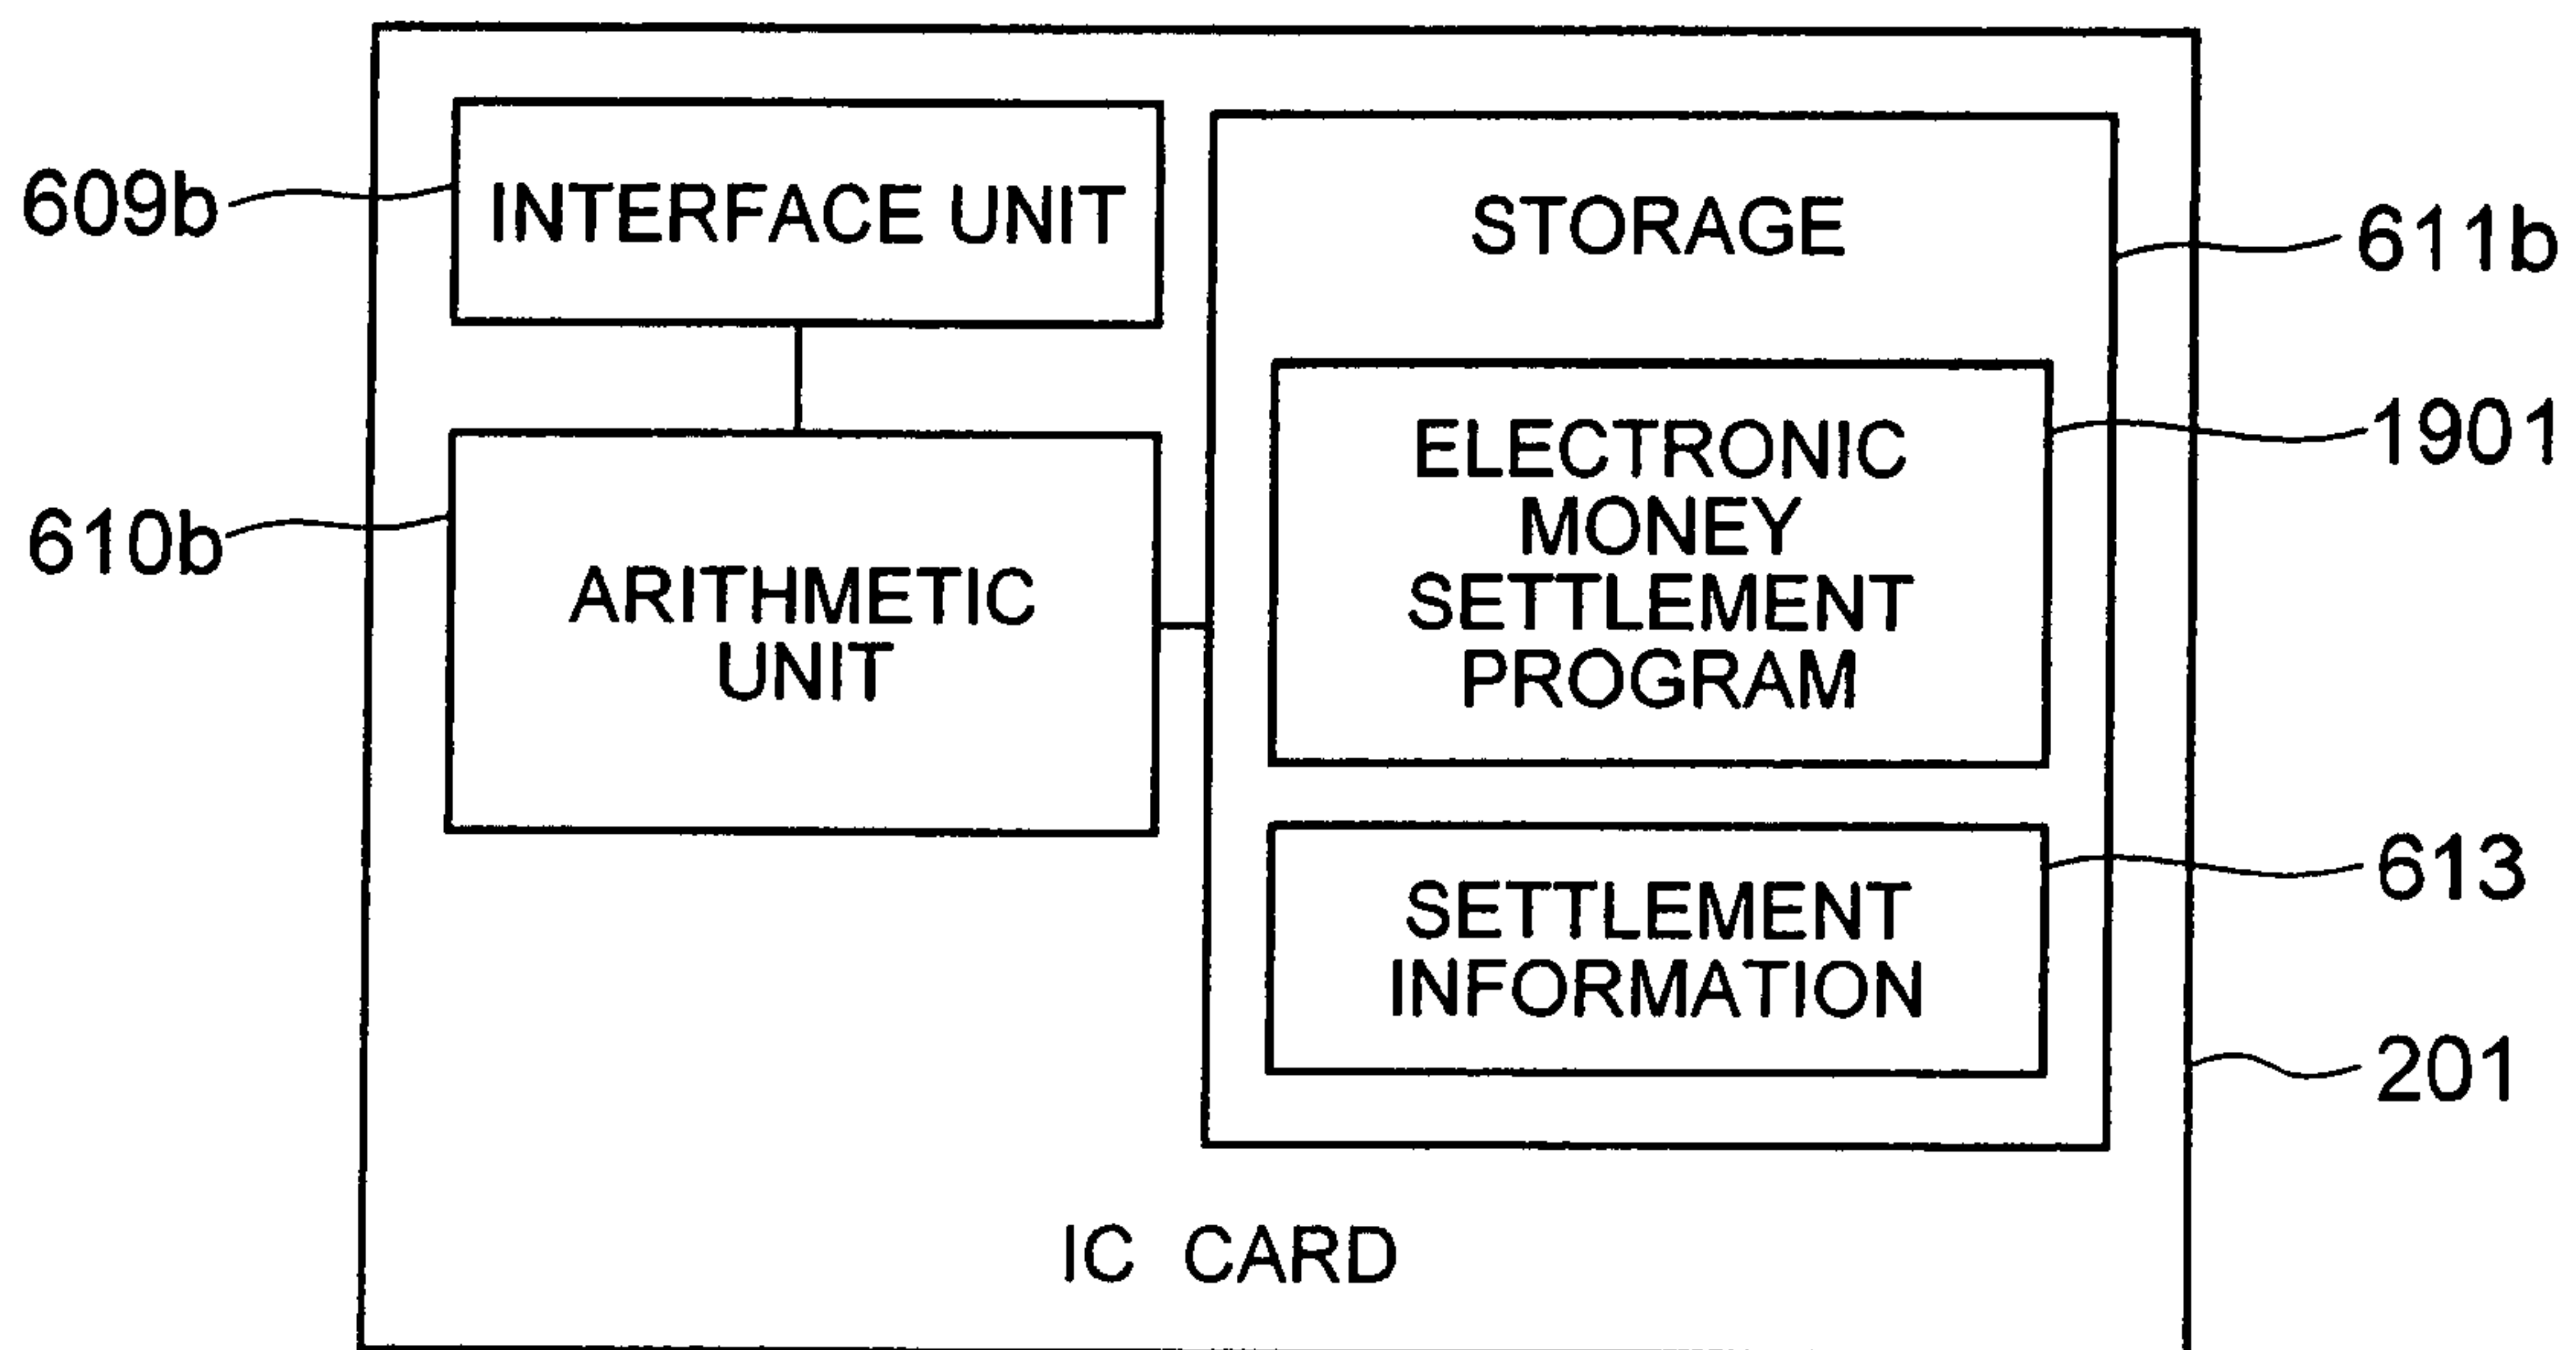 609b
INTERFACE UNIT
610b
ARITHMETIC
UNIT
STORAGE
611b
ELECTRONIC
MONEY
SETTLEMENT
PROGRAM
1901
SETTLEMENT
INFORMATION
613
201
IC CARD